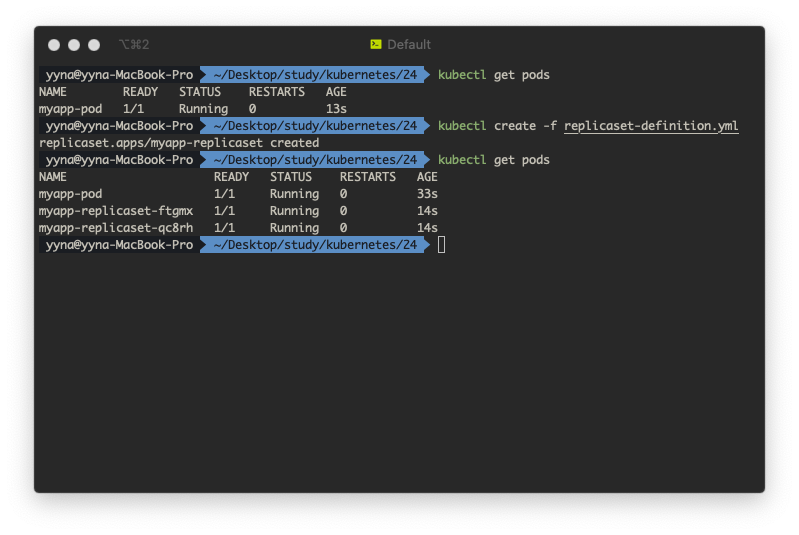 ⌥⌘2 Default
yyna@yyna-MacBook-Pro ~/Desktop/study/kubernetes/24 kubectl get pods
NAME READY STATUS RESTARTS AGE
myapp-pod 1/1 Running 0 13s
yyna@yyna-MacBook-Pro ~/Desktop/study/kubernetes/24 kubectl create -f replicaset-definition.yml
replicaset.apps/myapp-replicaset created
yyna@yyna-MacBook-Pro ~/Desktop/study/kubernetes/24 kubectl get pods
NAME READY STATUS RESTARTS AGE
myapp-pod 1/1 Running 0 33s
myapp-replicaset-ftgmx 1/1 Running 0 14s
myapp-replicaset-qc8rh 1/1 Running 0 14s
yyna@yyna-MacBook-Pro ~/Desktop/study/kubernetes/24